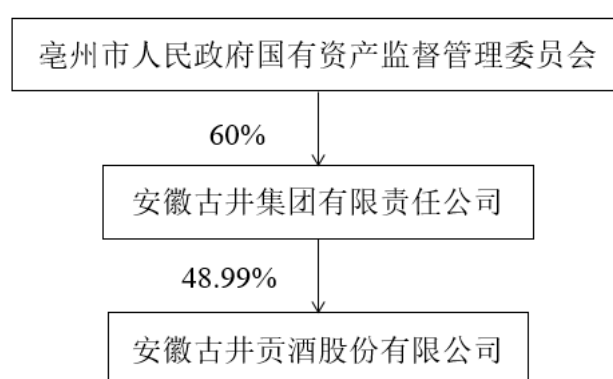 亳州市人民政府国有资产监督管理委员会
60%
安徽古井集团有限责任公司
48.99%
安徽古井贡酒股份有限公司